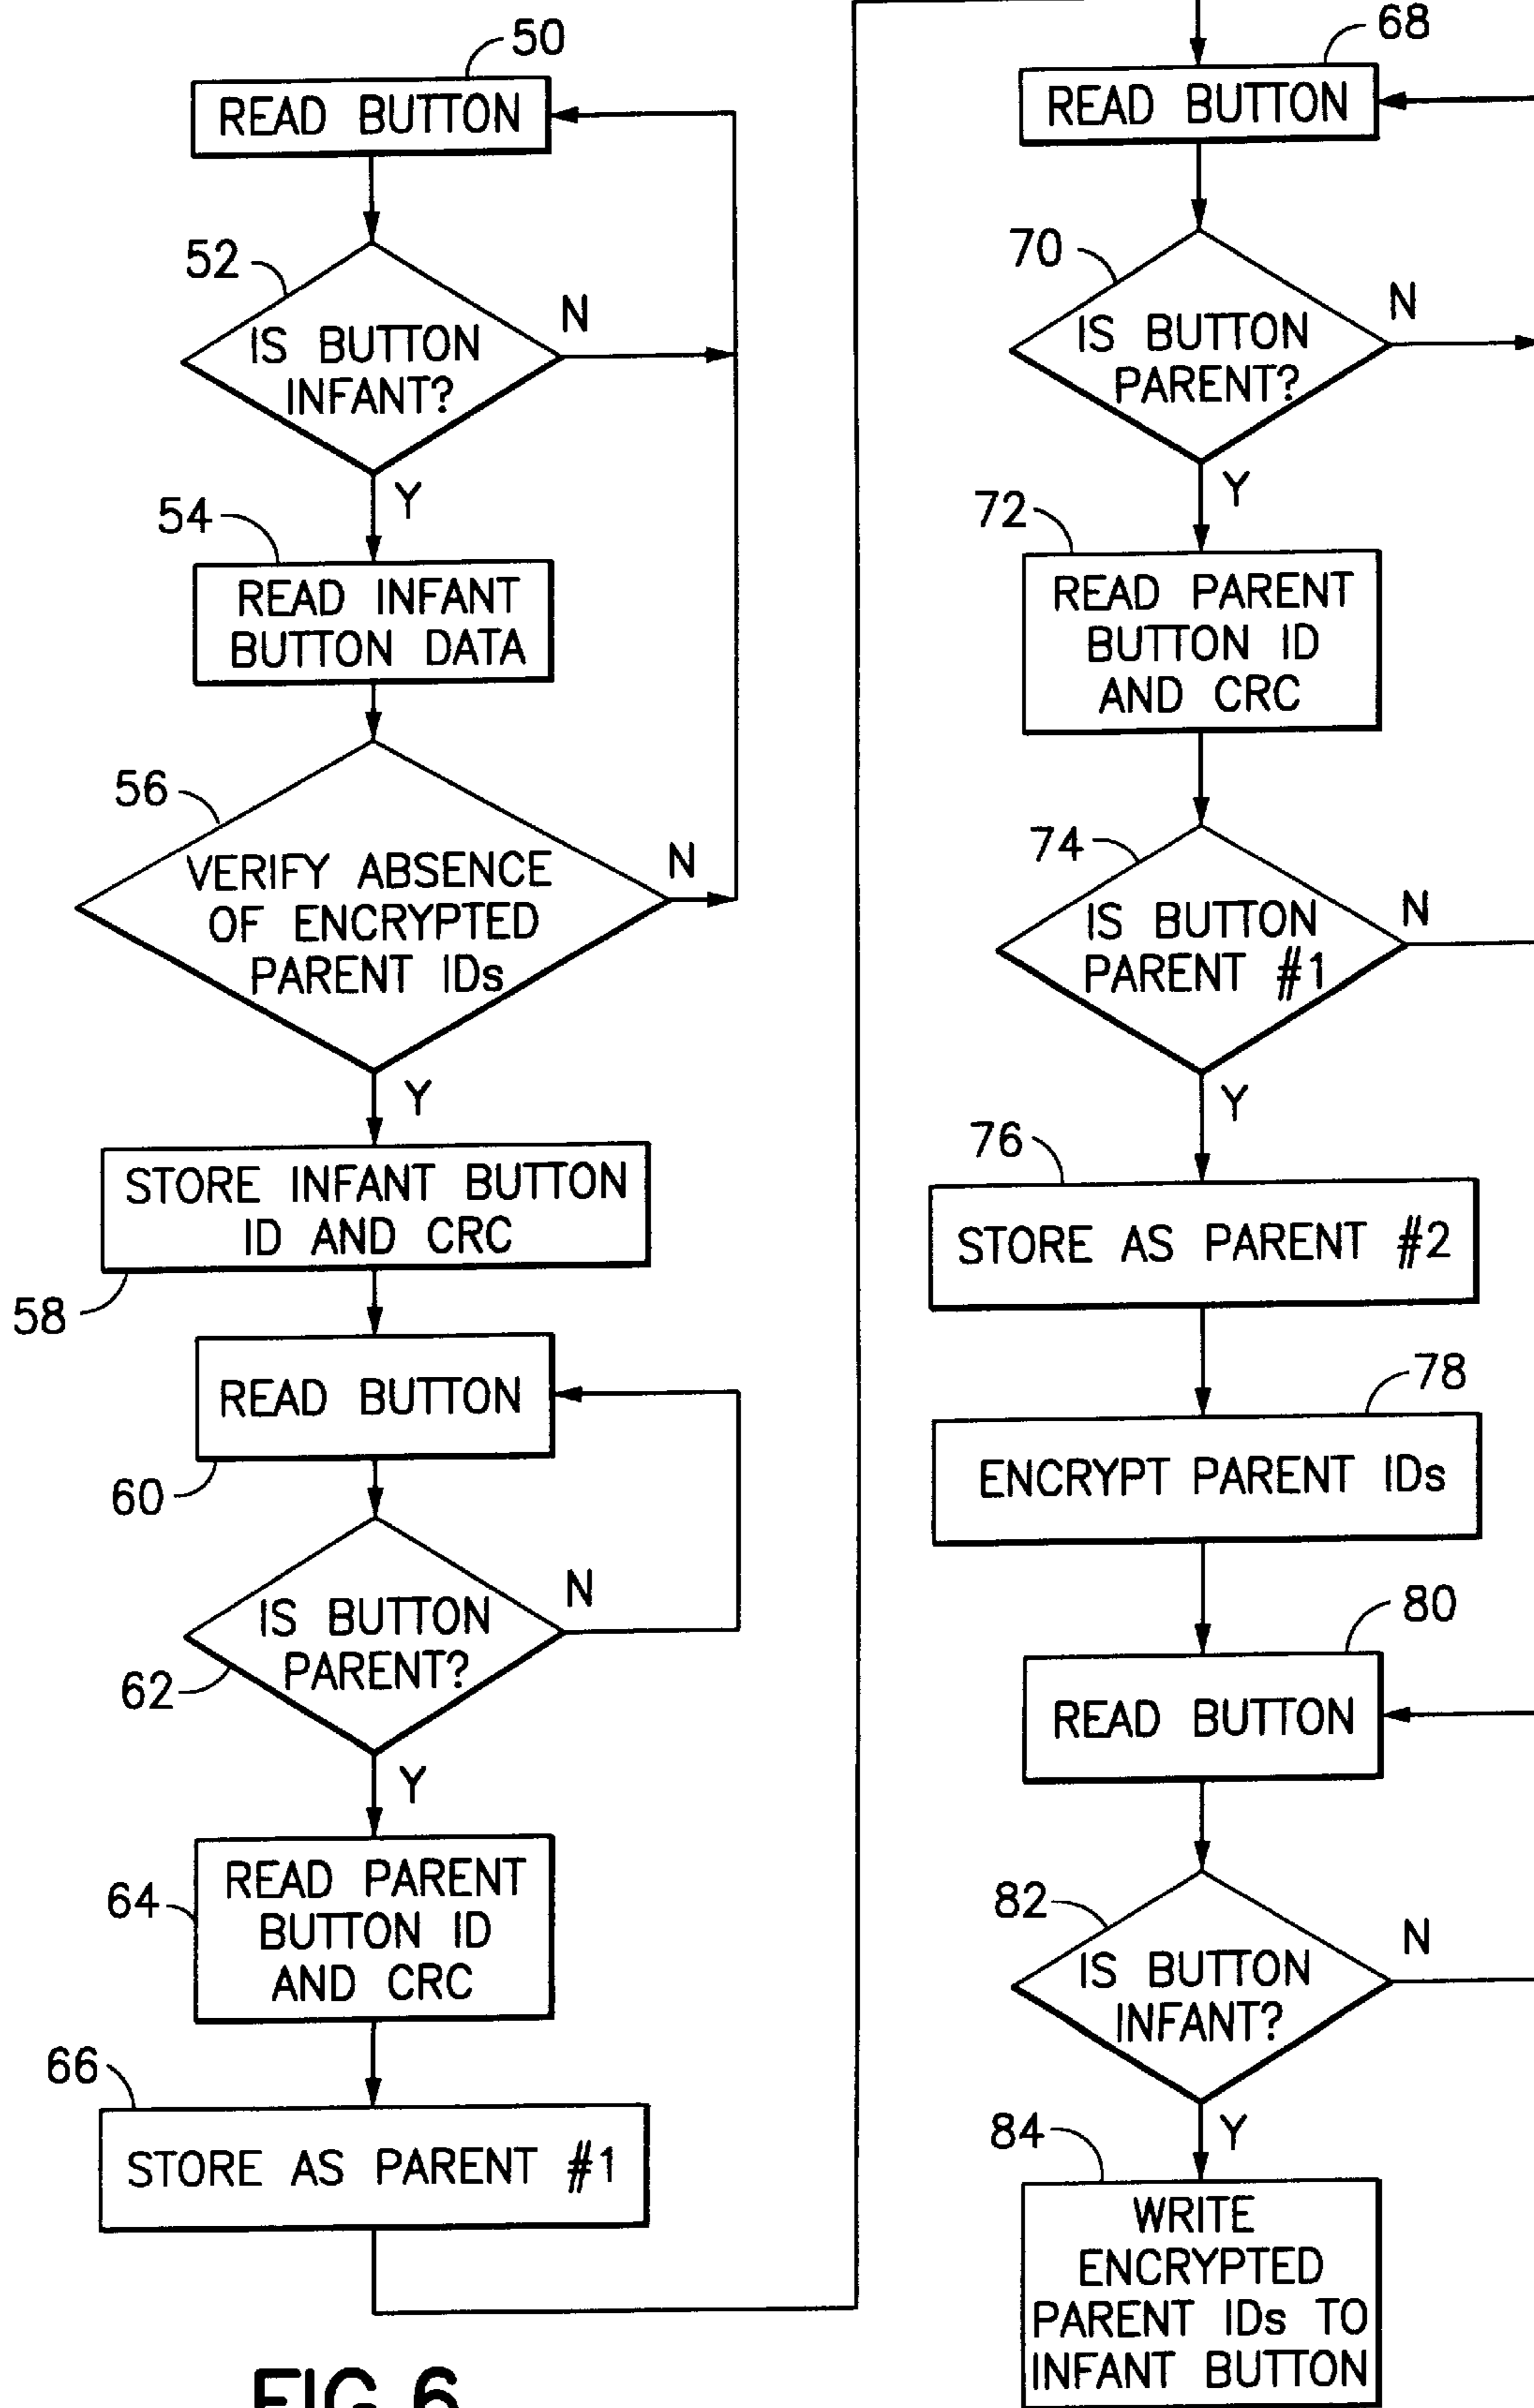 50
READ BUTTON
52
IS BUTTON
INFANT?
N
Y
54
READ INFANT
BUTTON DATA
56
VERIFY ABSENCE
OF ENCRYPTED
PARENT IDs
N
Y
STORE INFANT BUTTON
ID AND CRC
58
READ BUTTON
60
IS BUTTON
PARENT?
N
62
Y
64
READ PARENT
BUTTON ID
AND CRC
66
STORE AS PARENT #1
68
READ BUTTON
70
IS BUTTON
PARENT?
N
Y
72
READ PARENT
BUTTON ID
AND CRC
74
IS BUTTON
PARENT #1
N
Y
76
STORE AS PARENT #2
78
ENCRYPT PARENT IDs
80
READ BUTTON
82
IS BUTTON
INFANT?
N
Y
84
WRITE
ENCRYPTED
PARENT IDs TO
INFANT BUTTON
FIG. 6